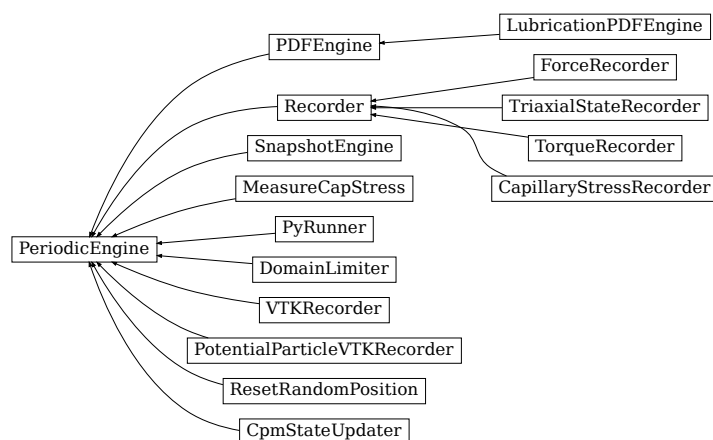 LubricationPDFEngine
PDFEngine
ForceRecorder
Recorder
TriaxialStateRecorder
SnapshotEngine
TorqueRecorder
MeasureCapStress
CapillaryStressRecorder
PyRunner
PeriodicEngine
DomainLimiter
VTKRecorder
PotentialParticleVTKRecorder
ResetRandomPosition
CpmStateUpdater